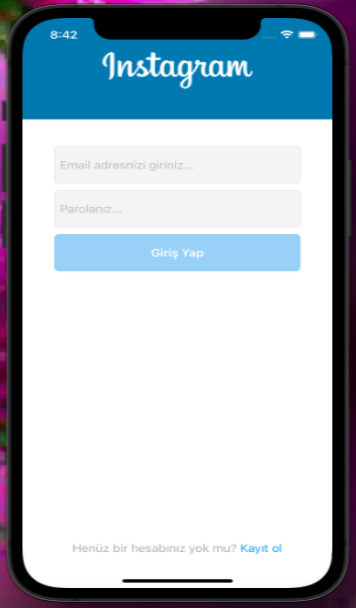 8:42
Instagram
Email adresnizi giriniz...
Parolanız...
Giriş Yap
Henüz bir hesabınız yok mu? Kayıt ol